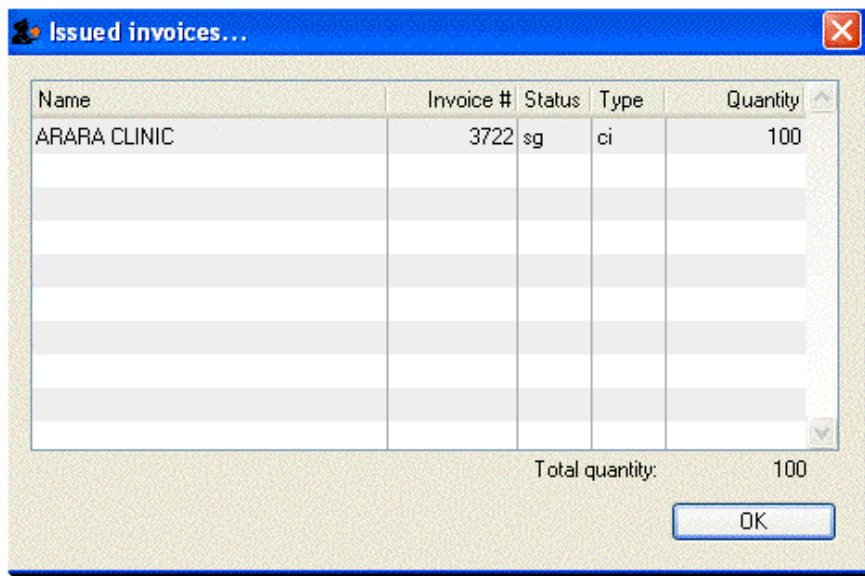 Issued invoices...
Name Invoice # Status Type Quantity
ARARA CLINIC 3722 sg ci 100
Total quantity: 100
OK